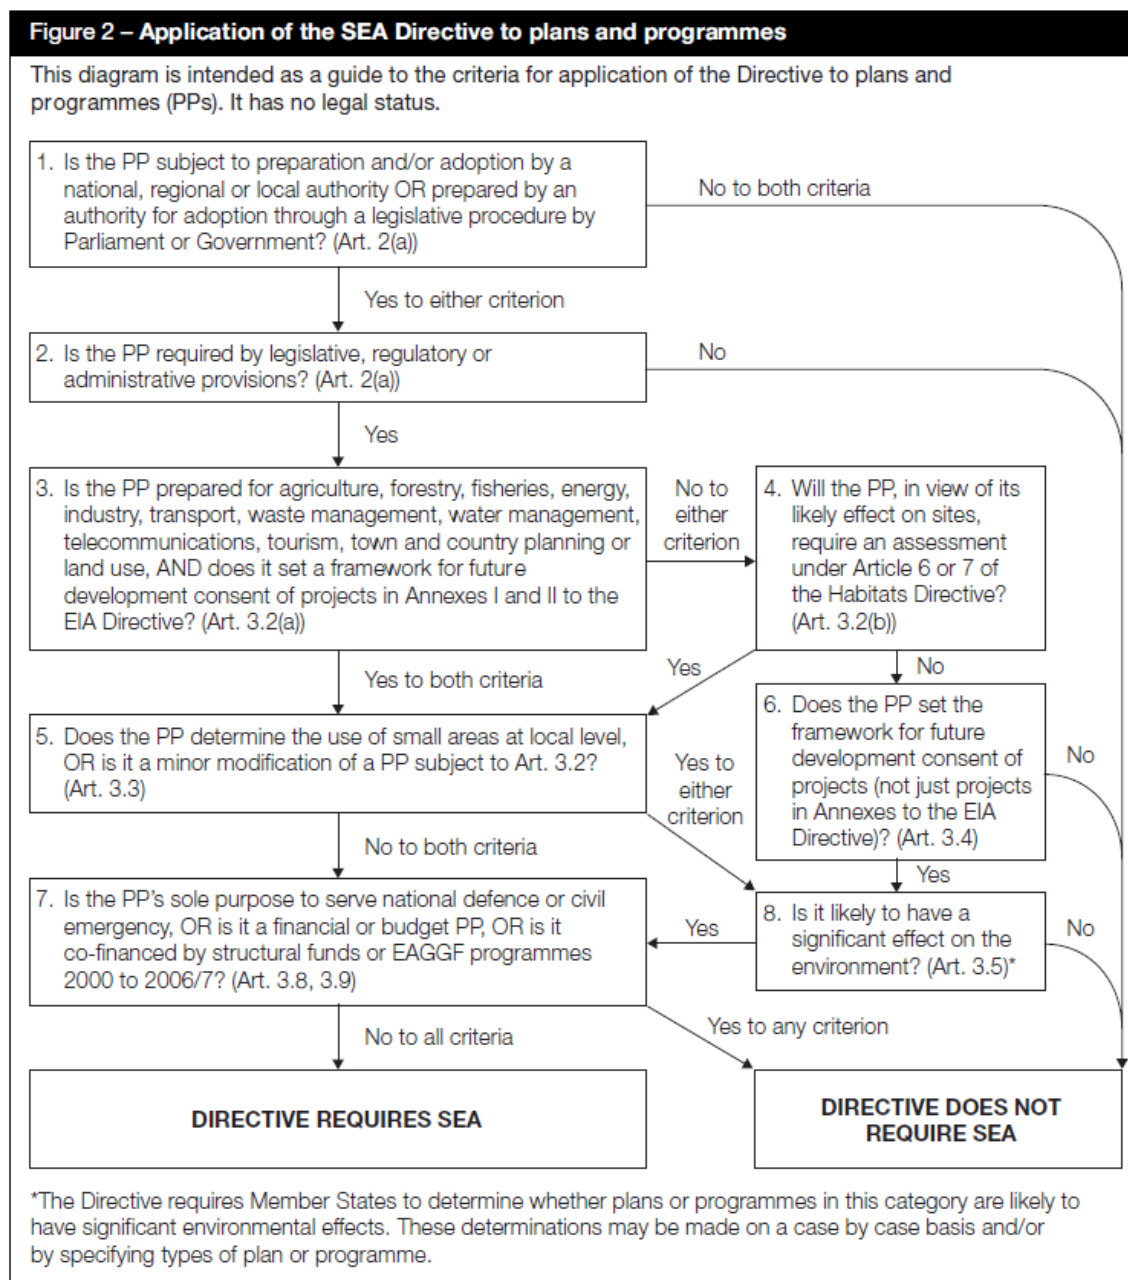 Figure 2 – Application of the SEA Directive to plans and programmes
This diagram is intended as a guide to the criteria for application of the Directive to plans and
programmes (PPs). It has no legal status.
1. Is the PP subject to preparation and/or adoption by a
national, regional or local authority OR prepared by an
authority for adoption through a legislative procedure by
Parliament or Government? (Art. 2(a))
No to both criteria
Yes to either criterion
2. Is the PP required by legislative, regulatory or
administrative provisions? (Art. 2(a))
No
Yes
3. Is the PP prepared for agriculture, forestry, fisheries, energy,
industry, transport, waste management, water management,
telecommunications, tourism, town and country planning or
land use, AND does it set a framework for future
development consent of projects in Annexes I and II to the
EIA Directive? (Art. 3.2(a))
No to
either
criterion
4. Will the PP, in view of its
likely effect on sites,
require an assessment
under Article 6 or 7 of
the Habitats Directive?
(Art. 3.2(b))
Yes to both criteria
Yes
No
5. Does the PP determine the use of small areas at local level,
OR is it a minor modification of a PP subject to Art. 3.2?
(Art. 3.3)
Yes to
either
criterion
6. Does the PP set the
framework for future
development consent of
projects (not just projects
in Annexes to the EIA
Directive)? (Art. 3.4)
No
No to both criteria
Yes
7. Is the PP's sole purpose to serve national defence or civil
emergency, OR is it a financial or budget PP, OR is it
co-financed by structural funds or EAGGF programmes
2000 to 2006/7? (Art. 3.8, 3.9)
Yes
8. Is it likely to have a
significant effect on the
environment? (Art. 3.5)*
No
No to all criteria
Yes to any criterion
DIRECTIVE REQUIRES SEA
DIRECTIVE DOES NOT
REQUIRE SEA
*The Directive requires Member States to determine whether plans or programmes in this category are likely to
have significant environmental effects. These determinations may be made on a case by case basis and/or
by specifying types of plan or programme.